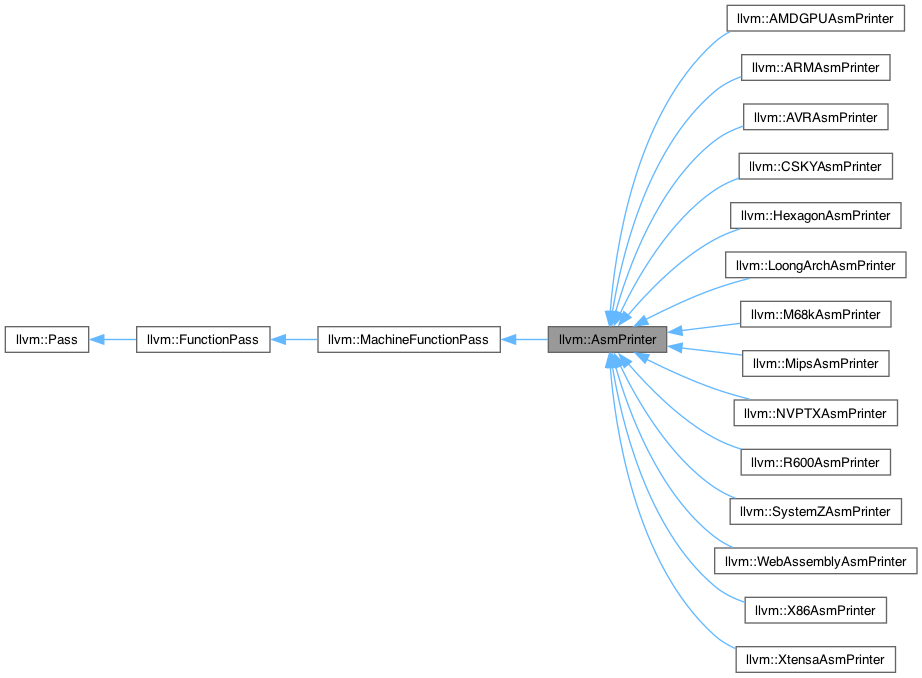 llvm::AMDGPUAsmPrinter
llvm::ARMAsmPrinter
llvm::AVRAsmPrinter
llvm::CSKYAsmPrinter
llvm::HexagonAsmPrinter
llvm::LoongArchAsmPrinter
llvm::M68kAsmPrinter
llvm::Pass
llvm::FunctionPass
llvm::MachineFunctionPass
llvm::AsmPrinter
llvm::MipsAsmPrinter
llvm::NVPTXAsmPrinter
llvm::R600AsmPrinter
llvm::SystemZAsmPrinter
llvm::WebAssemblyAsmPrinter
llvm::X86AsmPrinter
llvm::XtensaAsmPrinter